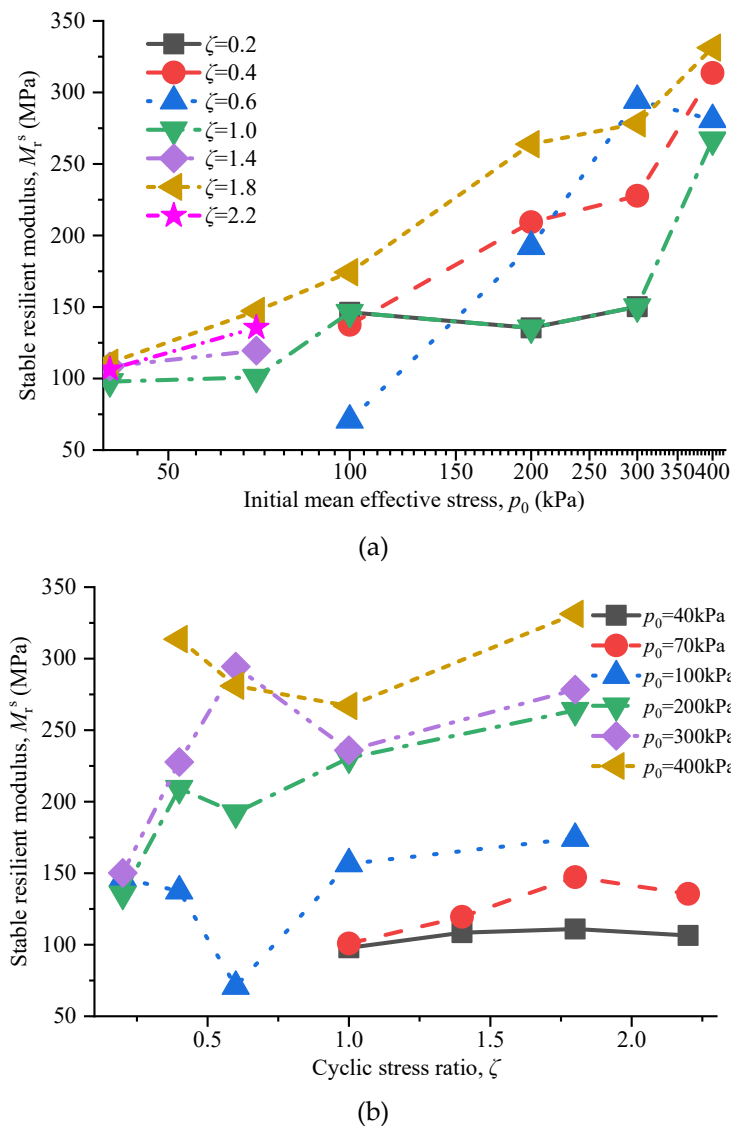 350
300
250
200
150
100
50
Stable resilient modulus, Mᵣˢ (MPa)
ζ=0.2
ζ=0.4
ζ=0.6
ζ=1.0
ζ=1.4
ζ=1.8
ζ=2.2
50 100 150 200 250 300 350 400
Initial mean effective stress, p₀ (kPa)
(a)
350
300
250
200
150
100
50
Stable resilient modulus, Mᵣˢ (MPa)
p₀=40kPa
p₀=70kPa
p₀=100kPa
p₀=200kPa
p₀=300kPa
p₀=400kPa
0.5 1.0 1.5 2.0
Cyclic stress ratio, ζ
(b)